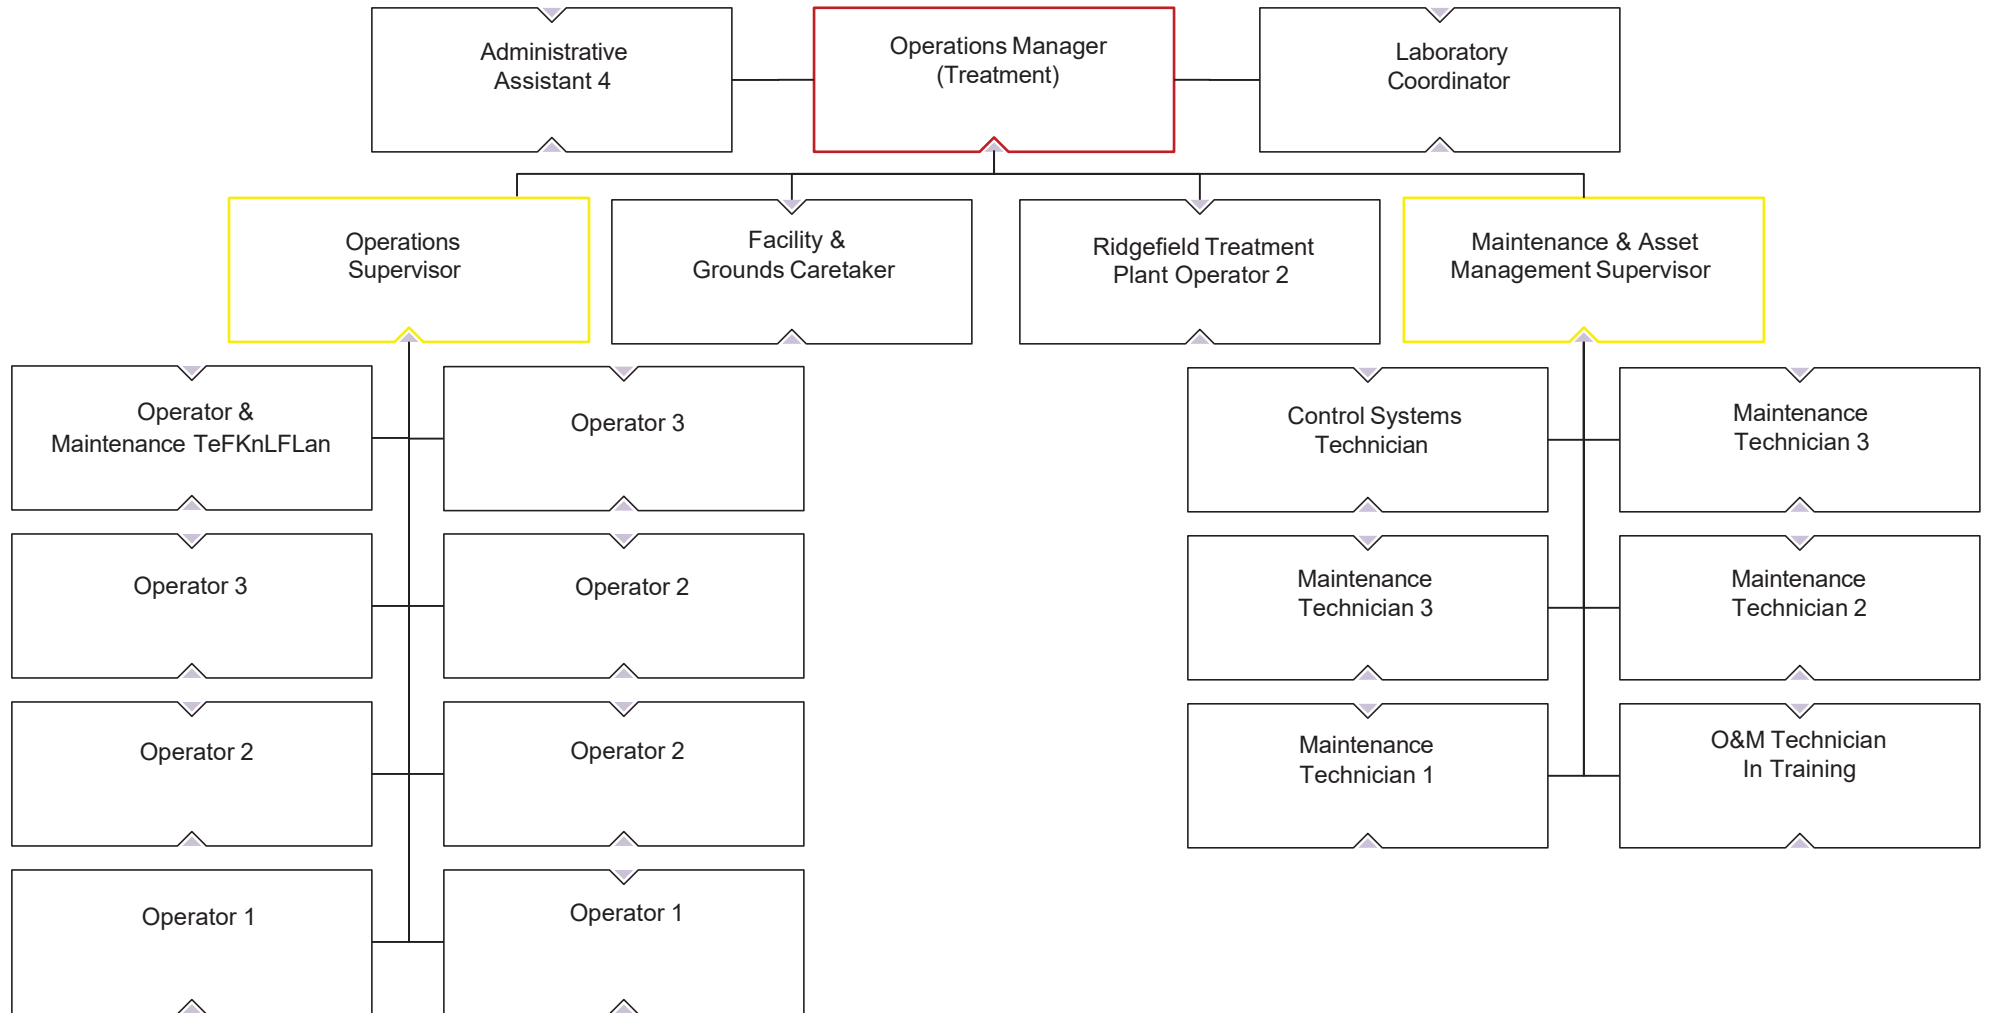 Administrative
Assistant 4
Operations Manager
(Treatment)
Laboratory
Coordinator
Operations
Supervisor
Facility &
Grounds Caretaker
Ridgefield Treatment
Plant Operator 2
Maintenance & Asset
Management Supervisor
Operator &
Maintenance TeFKnLFLan
Operator 3
Control Systems
Technician
Maintenance
Technician 3
Operator 3
Operator 2
Maintenance
Technician 3
Maintenance
Technician 2
Operator 2
Operator 2
Maintenance
Technician 1
O&M Technician
In Training
Operator 1
Operator 1